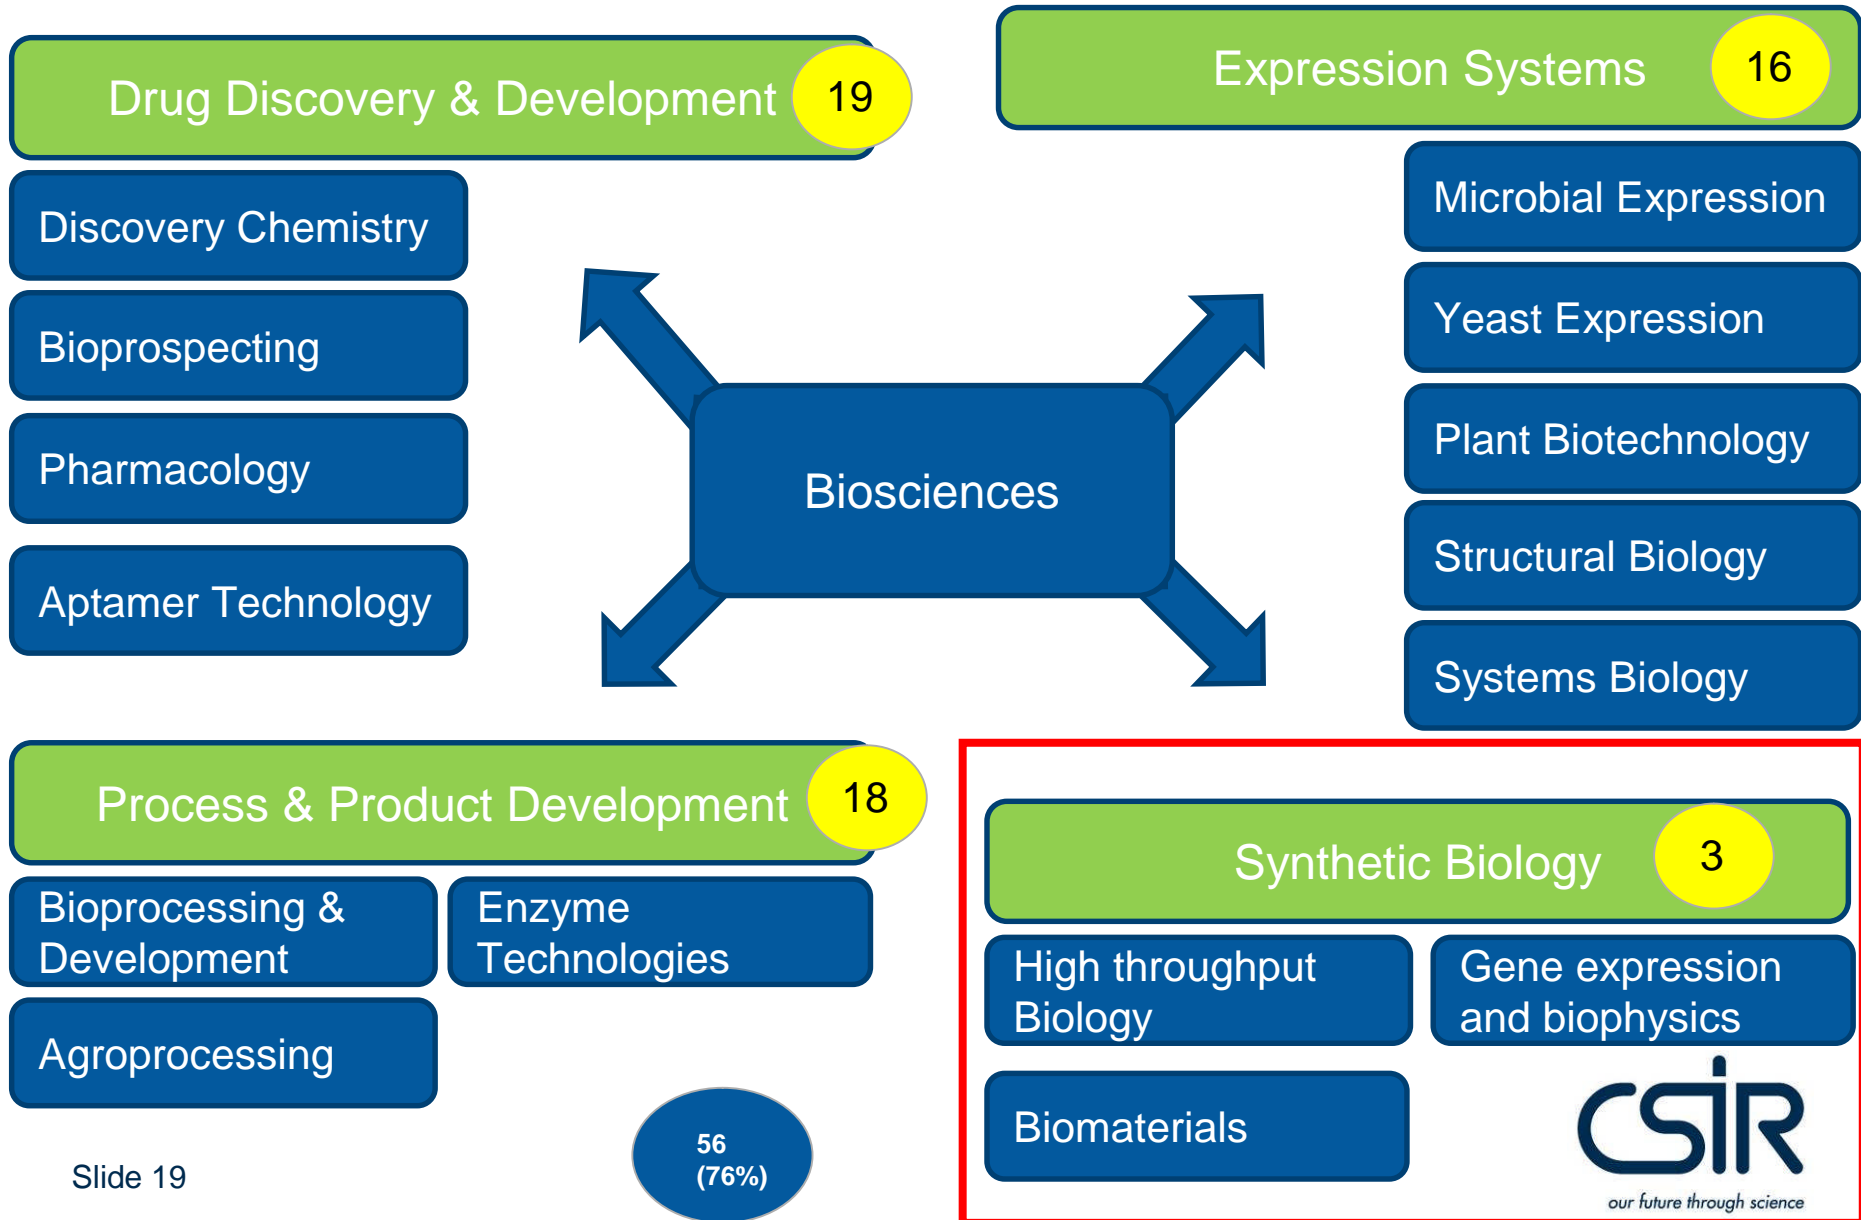 Drug Discovery & Development
19
Discovery Chemistry
Bioprospecting
Pharmacology
Aptamer Technology
Expression Systems
16
Microbial Expression
Yeast Expression
Plant Biotechnology
Structural Biology
Systems Biology
Biosciences
Process & Product Development
18
Bioprocessing &
Development
Enzyme
Technologies
Agroprocessing
Synthetic Biology
3
High throughput
Biology
Gene expression
and biophysics
Biomaterials
56
(76%)
Slide 19
CSIR
our future through science